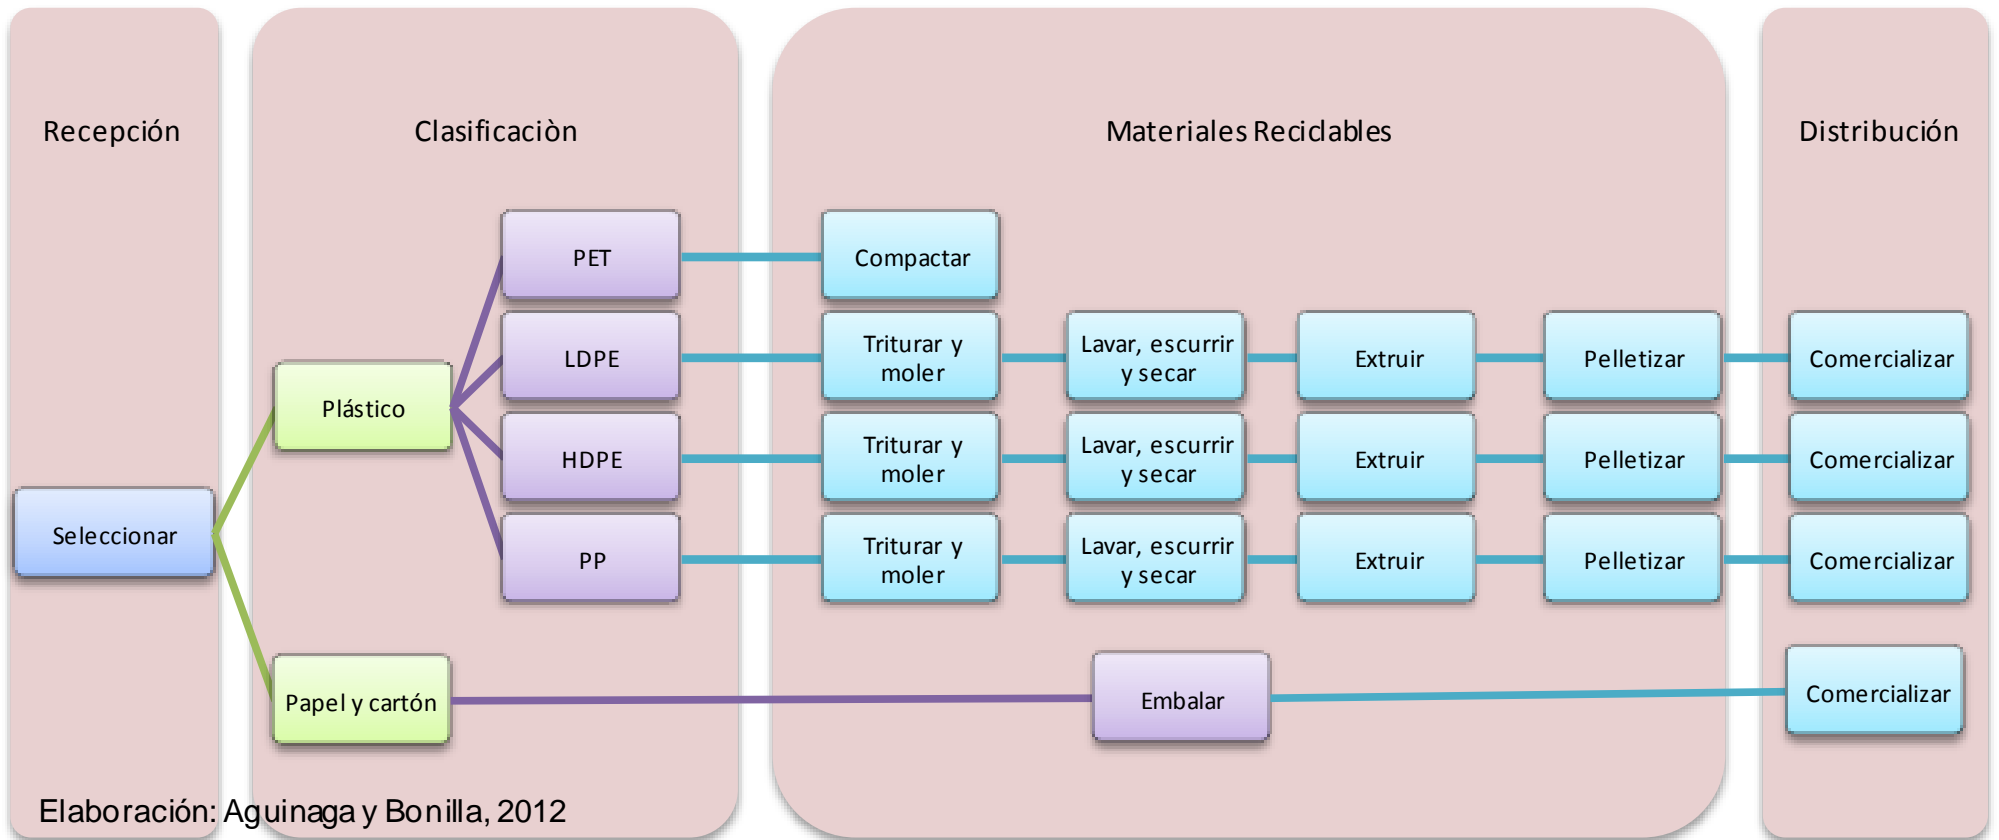 Recepción
Clasificaciòn
Materiales Reciclables
Distribución
PET
Compactar
LDPE
Triturar y
moler
Lavar, escurrir
y secar
Extruir
Pelletizar
Comercializar
Plástico
HDPE
Triturar y
moler
Lavar, escurrir
y secar
Extruir
Pelletizar
Comercializar
Seleccionar
PP
Triturar y
moler
Lavar, escurrir
y secar
Extruir
Pelletizar
Comercializar
Papel y cartón
Embalar
Comercializar
Elaboración: Aguinaga y Bonilla, 2012